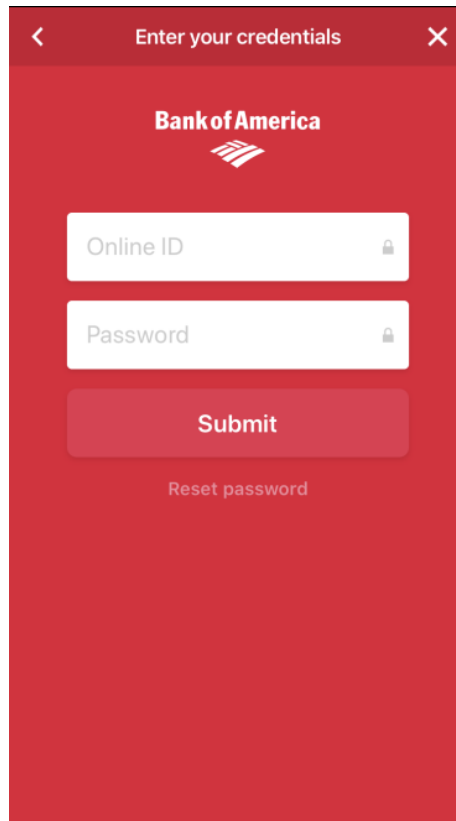 Enter your credentials
Bank of America
Online ID
Password
Submit
Reset password